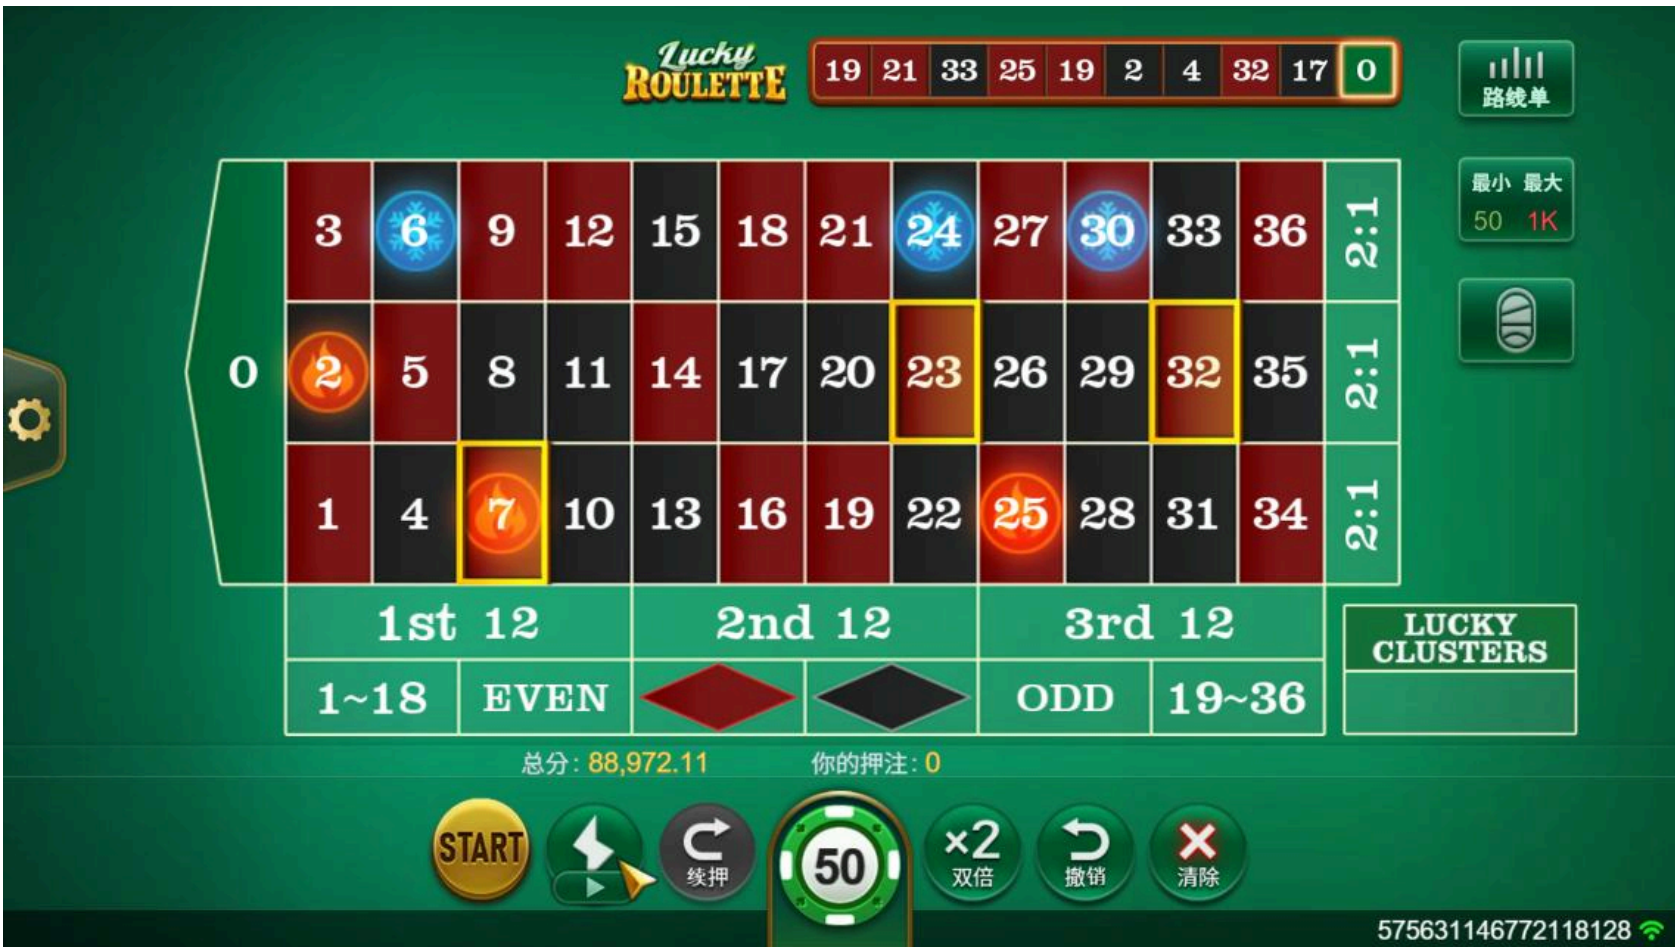 Lucky
ROULETTE
19 21 33 25 19 2 4 32 17 0
路线单
最小 最大
50 1K
3 6 9 12 15 18 21 24 27 30 33 36 2:1
0 2 5 8 11 14 17 20 23 26 29 32 35 2:1
1 4 7 10 13 16 19 22 25 28 31 34 2:1
1st 12 2nd 12 3rd 12
1~18 EVEN ODD 19~36
LUCKY
CLUSTERS
总分: 88,972.11 你的押注: 0
START
续押
50
×2
双倍
撤销
清除
575631146772118128